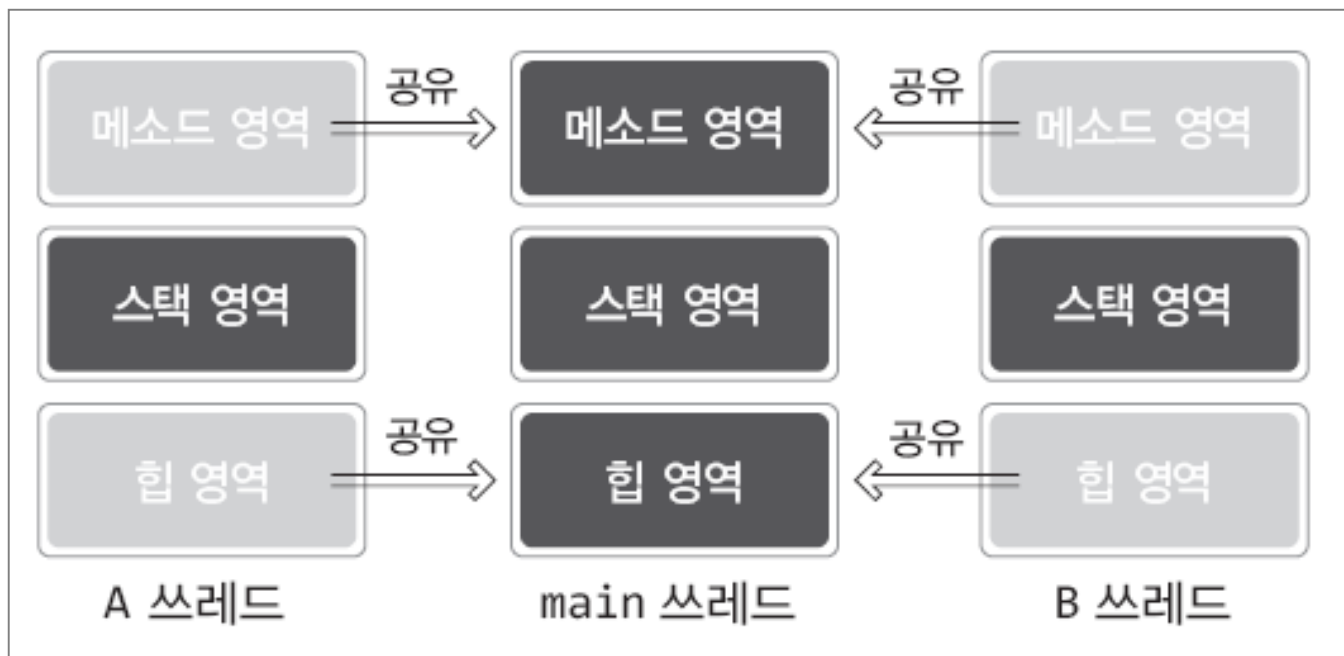 메소드 영역 공유 메소드 영역 공유 메소드 영역
스택 영역 스택 영역 스택 영역
힙 영역 공유 힙 영역 공유 힙 영역
A 쓰레드 main 쓰레드 B 쓰레드